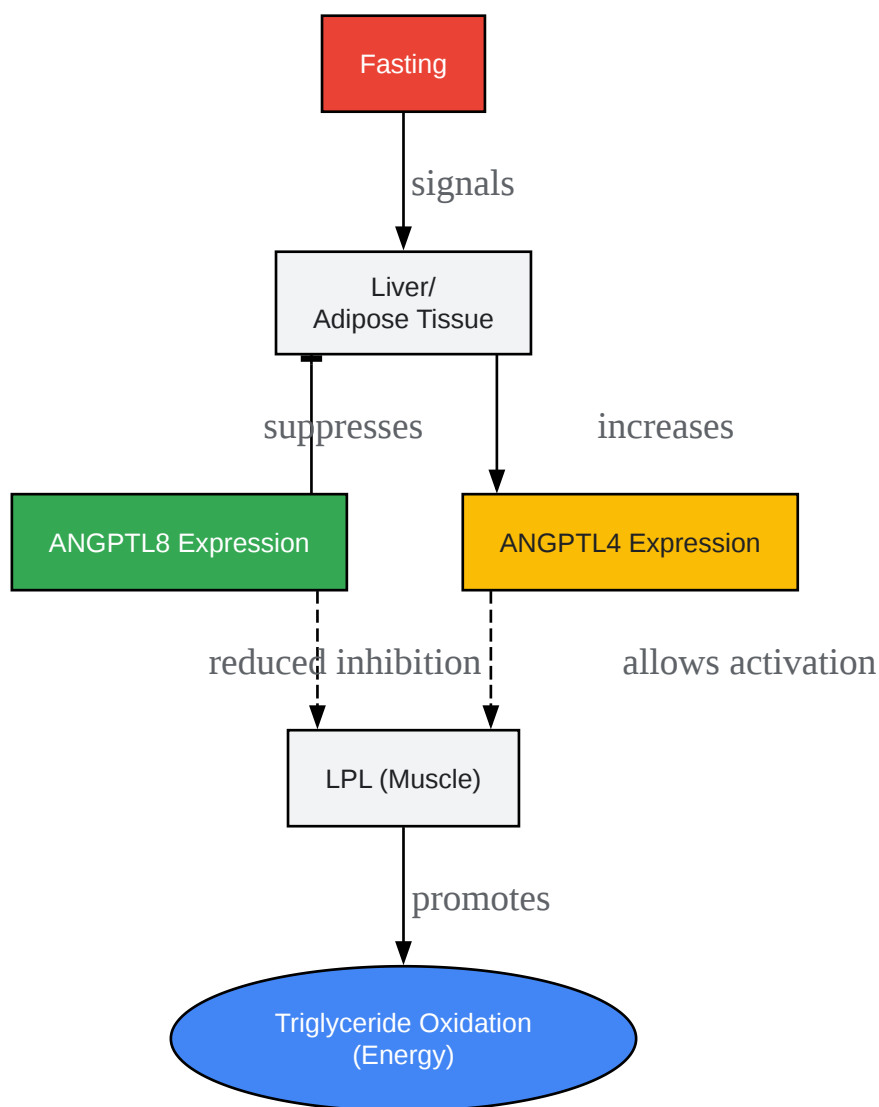 Fasting
signals
Liver/
Adipose Tissue
suppresses
increases
ANGPTL8 Expression
ANGPTL4 Expression
reduced inhibition
allows activation
LPL (Muscle)
promotes
Triglyceride Oxidation
(Energy)